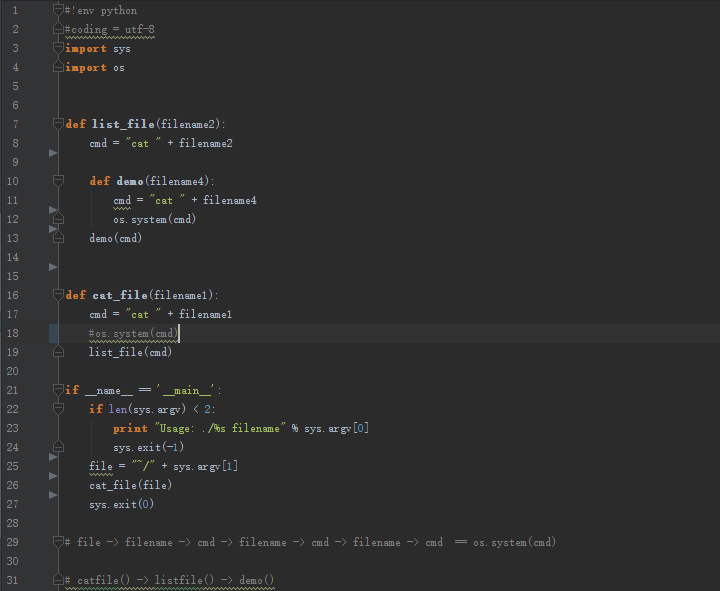 1 #!env python
2 #coding = utf-8
3 import sys
4 import os
5
6
7 def list_file(filename2):
8     cmd = "cat " + filename2
9
10     def demo(filename4):
11         cmd = "cat " + filename4
12         os.system(cmd)
13     demo(cmd)
14
15
16 def cat_file(filename1):
17     cmd = "cat " + filename1
18     #os.system(cmd)
19     list_file(cmd)
20
21 if __name__ == '__main__':
22     if len(sys.argv) < 2:
23         print "Usage: ./%s filename" % sys.argv[0]
24         sys.exit(-1)
25     file = "~/" + sys.argv[1]
26     cat_file(file)
27     sys.exit(0)
28
29 # file -> filename -> cmd -> filename -> cmd -> filename -> cmd  == os.system(cmd)
30
31 # catfile() -> listfile() -> demo()